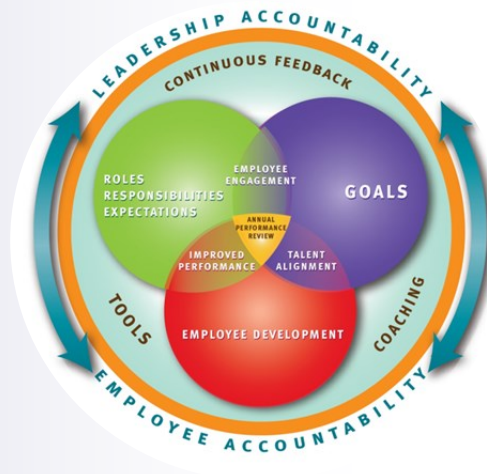 LEADERSHIP ACCOUNTABILITY
CONTINUOUS FEEDBACK
EMPLOYEE
ENGAGEMENT
ROLES
RESPONSIBILITIES
EXPECTATIONS
GOALS
ANNUAL
PERFORMANCE
REVIEW
IMPROVED
PERFORMANCE
TALENT
ALIGNMENT
TOOLS
EMPLOYEE DEVELOPMENT
COACHING
EMPLOYEE ACCOUNTABILITY